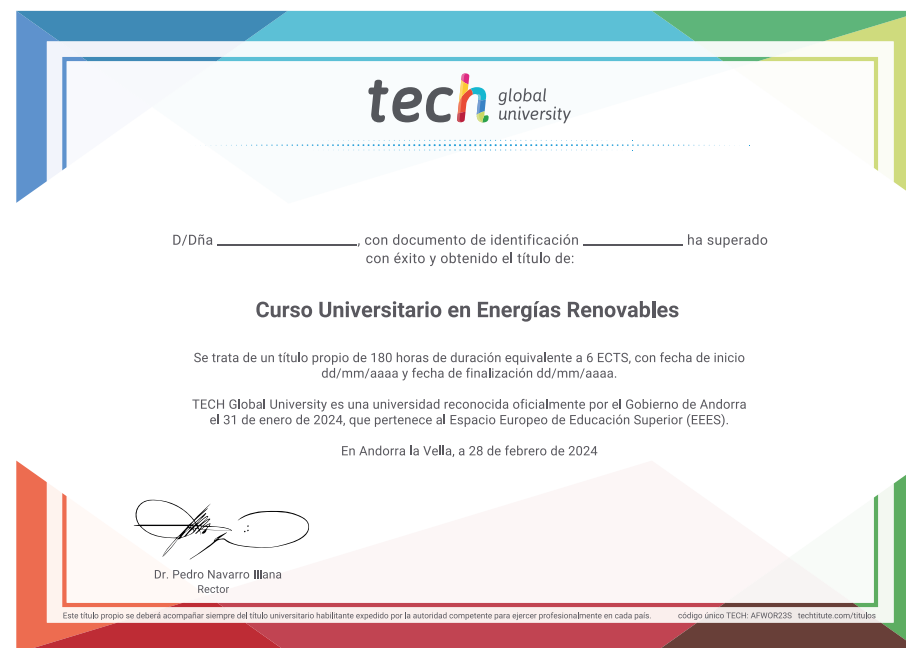 tech global university
D/Dña ____________, con documento de identificación ____________ ha superado
con éxito y obtenido el título de:
Curso Universitario en Energías Renovables
Se trata de un título propio de 180 horas de duración equivalente a 6 ECTS, con fecha de inicio
dd/mm/aaaa y fecha de finalización dd/mm/aaaa.
TECH Global University es una universidad reconocida oficialmente por el Gobierno de Andorra
el 31 de enero de 2024, que pertenece al Espacio Europeo de Educación Superior (EEES).
En Andorra la Vella, a 28 de febrero de 2024
Dr. Pedro Navarro Illana
Rector
Este título propio se deberá acompañar siempre del título universitario habilitante expedido por la autoridad competente para ejercer profesionalmente en cada país. código único TECH: AFWOR23S techtitute.com/titulos